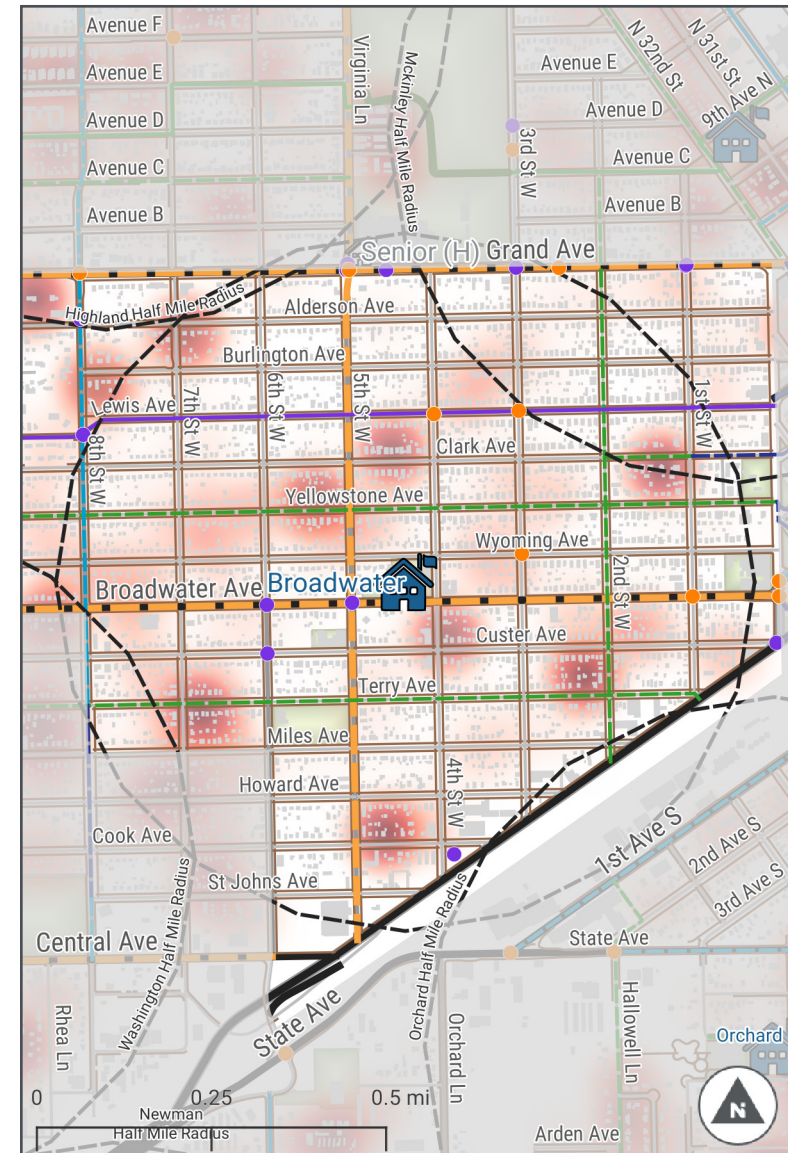 Avenue F
Avenue E
Avenue D
Avenue C
Avenue B
Virginia Ln
Mckinley Half Mile Radius
3rd St W
Avenue E
Avenue D
Avenue C
Avenue B
N 32nd St
N 31st St
9th Ave N
Senior (H)
Grand Ave
Highland Half Mile Radius
Alderson Ave
Burlington Ave
Lewis Ave
7th St W
6th St W
5th St W
1st St W
8th St W
Clark Ave
Yellowstone Ave
Wyoming Ave
Broadwater Ave
Broadwater
2nd St W
Custer Ave
Terry Ave
Miles Ave
Howard Ave
4th St W
Cook Ave
St Johns Ave
1st Ave S
2nd Ave S
3rd Ave S
Washington Half Mile Radius
Orchard Half Mile Radius
Central Ave
State Ave
State Ave
Rhea Ln
Orchard Ln
Hallowell Ln
Orchard
0
0.25
0.5 mi
Newman
Half Mile Radius
Arden Ave
N